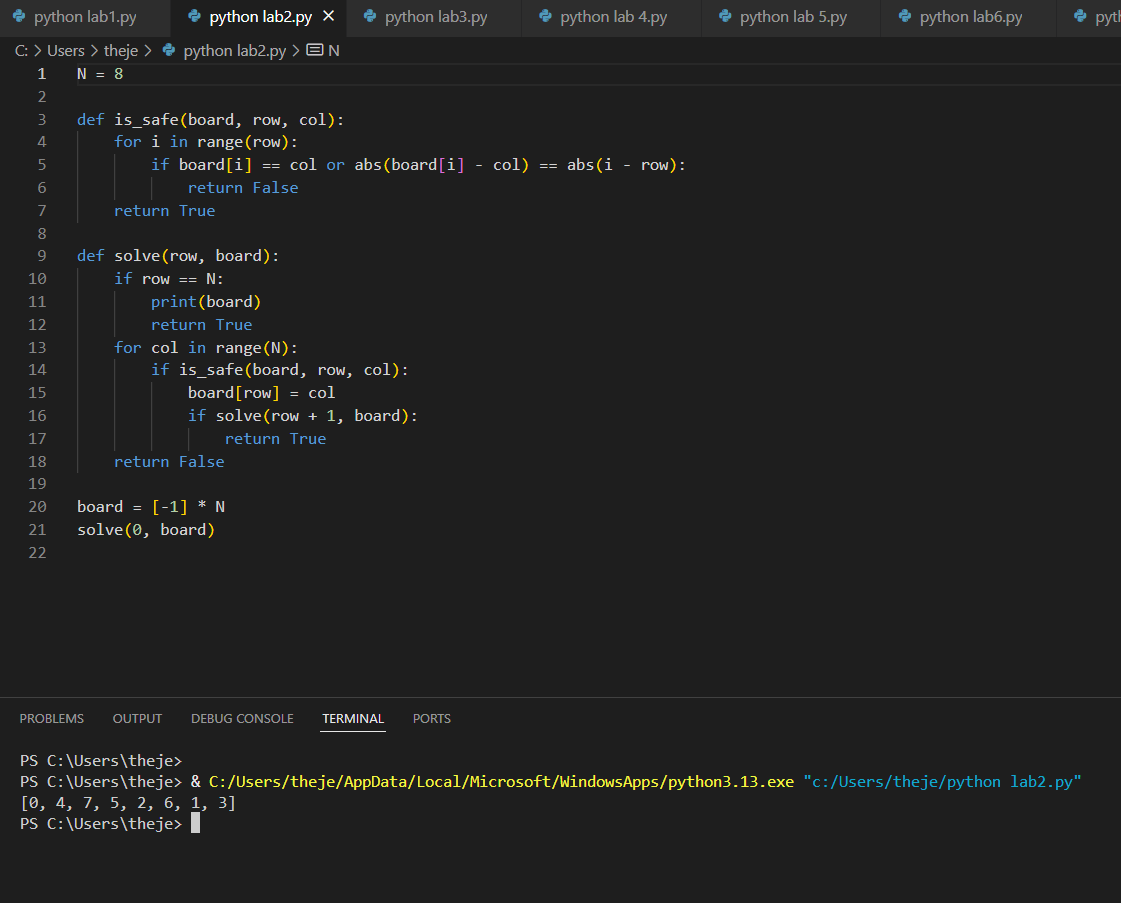 python lab1.py python lab2.py × python lab3.py python lab 4.py python lab 5.py python lab6.py pyt
C: > Users > theje > python lab2.py > N
1 N = 8
2
3 def is_safe(board, row, col):
4     for i in range(row):
5         if board[i] == col or abs(board[i] - col) == abs(i - row):
6             return False
7     return True
8
9 def solve(row, board):
10     if row == N:
11         print(board)
12         return True
13     for col in range(N):
14         if is_safe(board, row, col):
15             board[row] = col
16             if solve(row + 1, board):
17                 return True
18     return False
19
20 board = [-1] * N
21 solve(0, board)
22
PROBLEMS OUTPUT DEBUG CONSOLE TERMINAL PORTS
PS C:\Users\theje>
PS C:\Users\theje> & C:/Users/theje/AppData/Local/Microsoft/WindowsApps/python3.13.exe "c:/Users/theje/python lab2.py"
[0, 4, 7, 5, 2, 6, 1, 3]
PS C:\Users\theje>